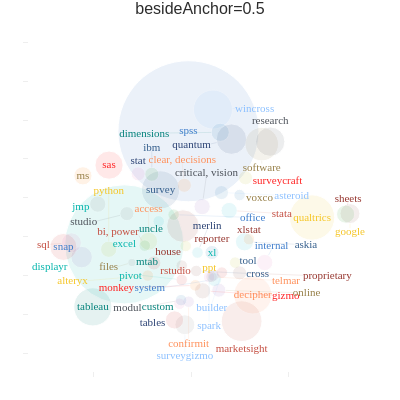 besideAnchor=0.5
wincross
research
dimensions
spss
ibm
quantum
stat
clear, decisions
sas
software
critical, vision
ms
surveycraft
python
survey
voxco
asteroid
sheets
jmp
access
office
stata
qualtrics
studio
uncle
merlin
xlstat
google
bi, power
reporter
sql
snap
excel
house
xl
internal
askia
displayr
files
mtab
rstudio
ppt
tool
cross
pivot
alteryx
telmar
proprietary
monkey
system
decipher
gizmo
online
tableau
modul
custom
buildet
tables
spark
confirmit
marketsight
surveygizmo